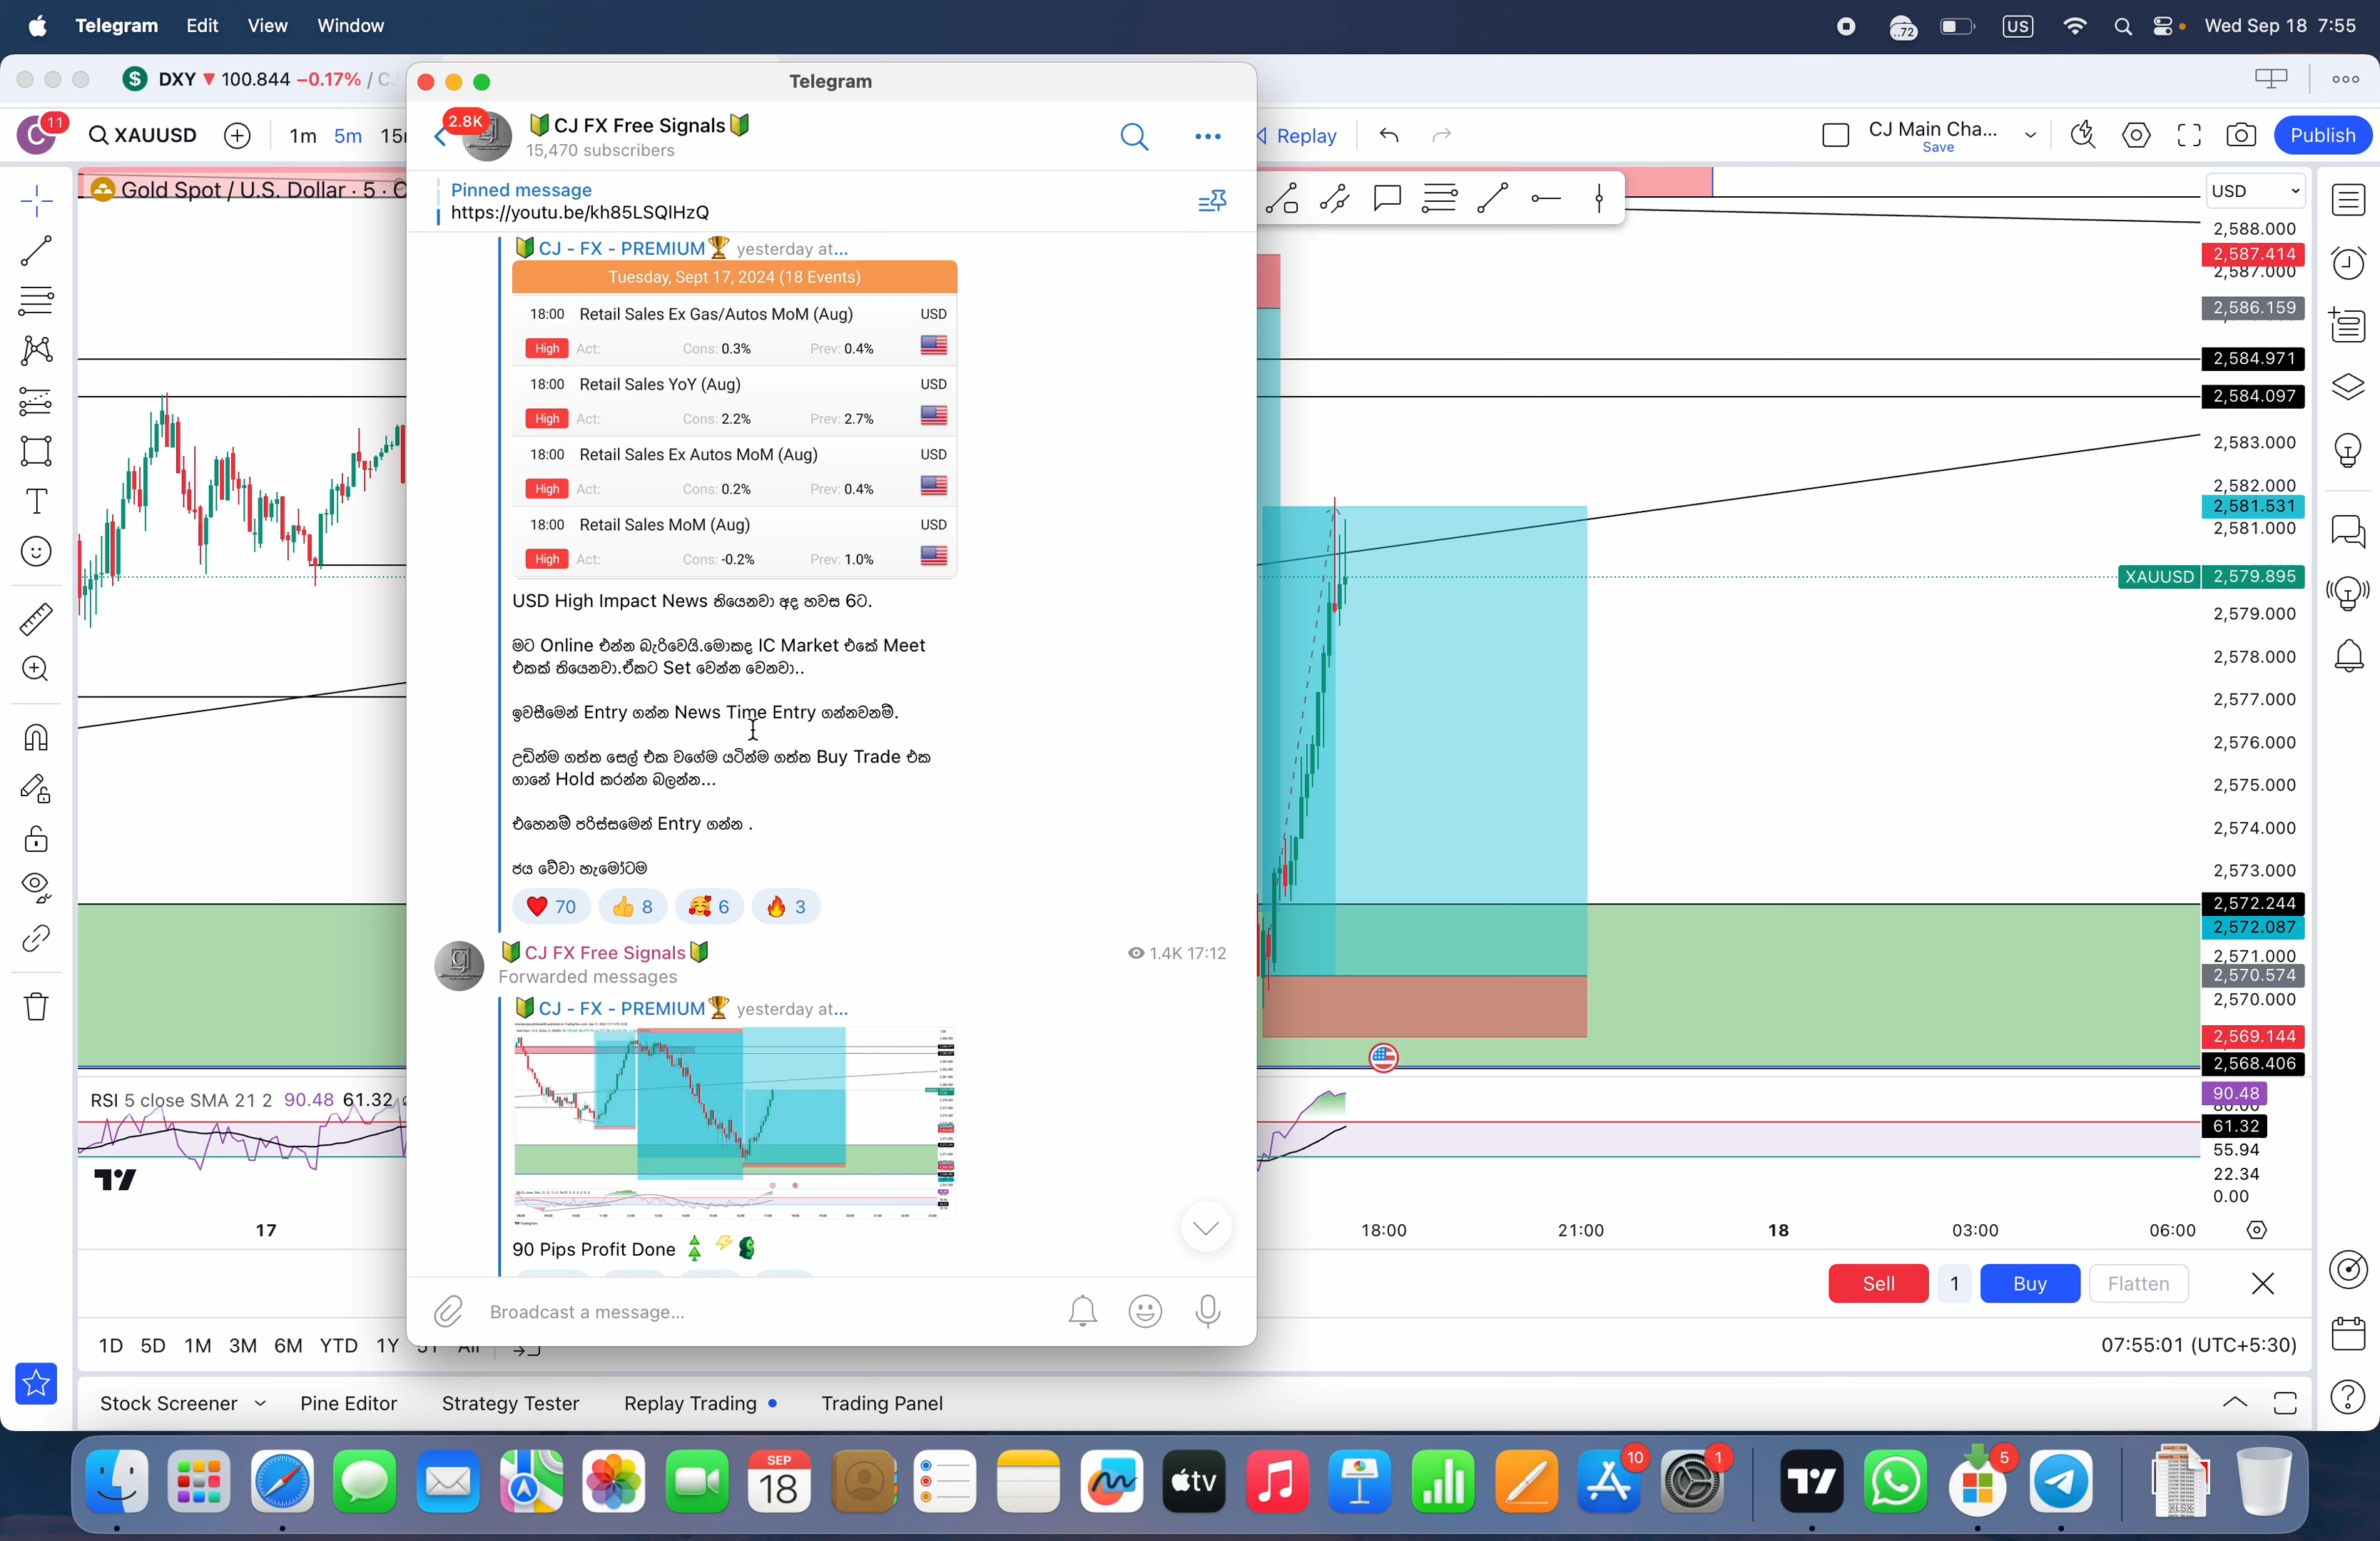 Telegram Edit View Window
..72 US Wed Sep 18 7:55
$ DXY ▼ 100.844 −0.17% / CJ
Telegram
C 11 XAUUSD 1m 5m 15m
2.8K 🔰CJ FX Free Signals🔰
15,470 subscribers
Replay
CJ Main Cha...
Save
Publish
Pinned message
https://youtu.be/kh85LSQlHzQ
Gold Spot / U.S. Dollar · 5 ·
🔰CJ - FX - PREMIUM🏆 yesterday at...
Tuesday, Sept 17, 2024 (18 Events)
18:00 Retail Sales Ex Gas/Autos MoM (Aug) USD
High Act: Cons: 0.3% Prev: 0.4%
18:00 Retail Sales YoY (Aug) USD
High Act: Cons: 2.2% Prev: 2.7%
18:00 Retail Sales Ex Autos MoM (Aug) USD
High Act: Cons: 0.2% Prev: 0.4%
18:00 Retail Sales MoM (Aug) USD
High Act: Cons: -0.2% Prev: 1.0%
USD High Impact News තියෙනවා අද හවස 6ට.
මට Online එන්න බැරිවෙයි.මොකද IC Market එකේ Meet
එකක් තියෙනවා.ඒකට Set වෙන්න වෙනවා..
ඉවසීමෙන් Entry ගන්න News Time Entry ගන්නවනම්.
උඩින්ම ගත්ත සෙල් එක වගේම යටින්ම ගත්ත Buy Trade එක
ගානේ Hold කරන්න බලන්න...
එහෙනම් පරිස්සමෙන් Entry ගන්න .
ජය වේවා හැමෝටම
❤️ 70 👍 8 🥰 6 🔥 3
🔰CJ FX Free Signals🔰 1.4K 17:12
Forwarded messages
🔰CJ - FX - PREMIUM🏆 yesterday at...
90 Pips Profit Done
Broadcast a message...
USD
2,588.000
2,587.414
2,587.000
2,586.159
2,584.971
2,584.097
2,583.000
2,582.000
2,581.531
2,581.000
XAUUSD 2,579.895
2,579.000
2,578.000
2,577.000
2,576.000
2,575.000
2,574.000
2,573.000
2,572.244
2,572.087
2,571.000
2,570.574
2,570.000
2,569.144
2,568.406
RSI 5 close SMA 21 2 90.48 61.32
90.48
80.00
61.32
55.94
22.34
0.00
17 18:00 21:00 18 03:00 06:00
Sell 1 Buy Flatten
1D 5D 1M 3M 6M YTD 1Y 5Y All
07:55:01 (UTC+5:30)
Stock Screener Pine Editor Strategy Tester Replay Trading Trading Panel
SEP
18
tv
10
1
5
XLSX